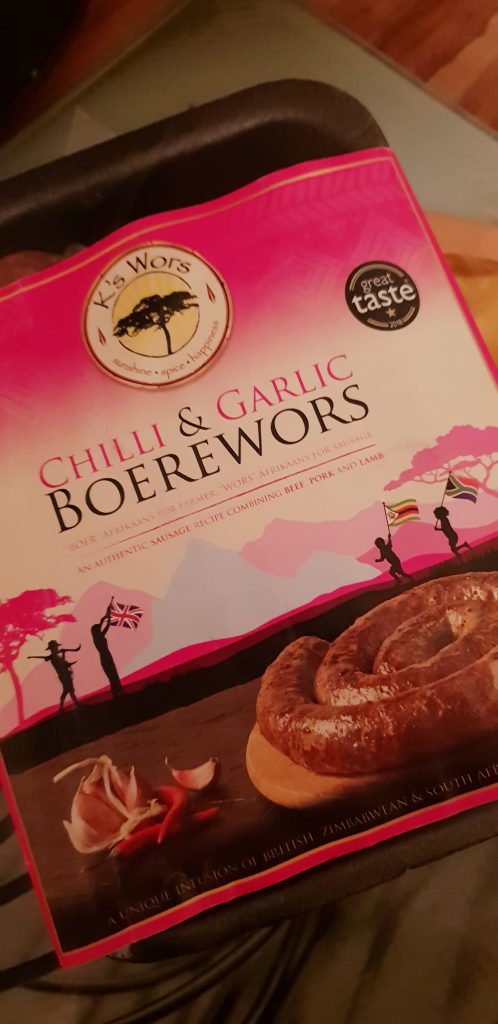 K's Wors
sunshine • spice • happiness
great
taste
2018
CHILLI & GARLIC
BOEREWORS
'BOER' AFRIKAANS FOR FARMER, 'WORS' AFRIKAANS FOR SAUSAGE
AN AUTHENTIC SAUSAGE RECIPE COMBINING BEEF, PORK AND LAMB
A UNIQUE INFUSION OF BRITISH, ZIMBABWEAN & SOUTH AFR